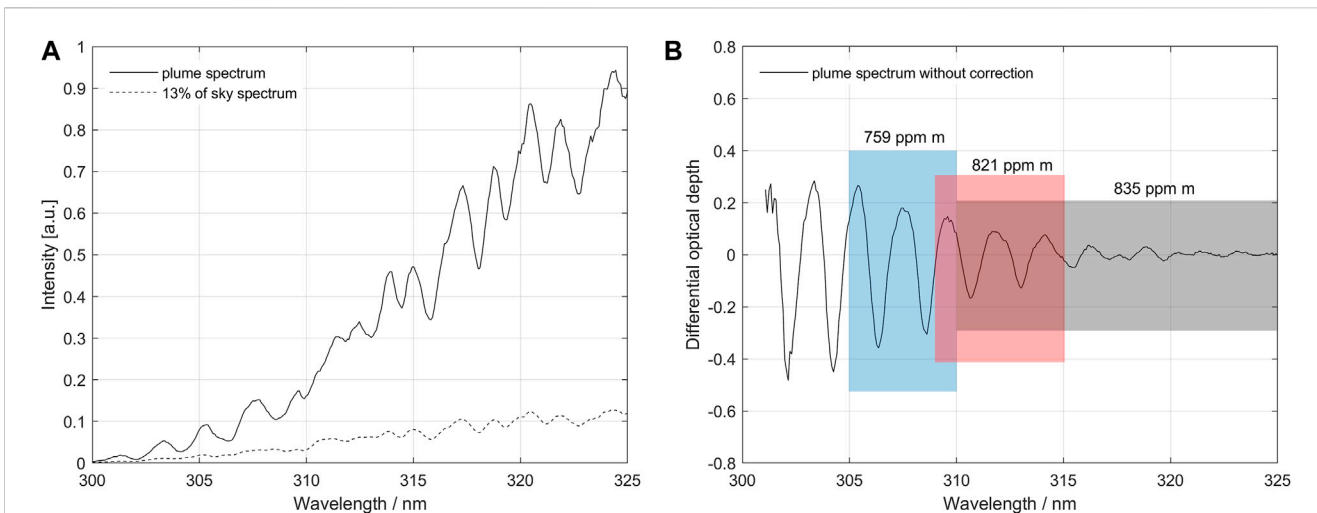 A
plume spectrum
13% of sky spectrum
Intensity [a.u.]
1
0.9
0.8
0.7
0.6
0.5
0.4
0.3
0.2
0.1
0
300
305
310
315
320
325
Wavelength / nm
B
plume spectrum without correction
759 ppm m
821 ppm m
835 ppm m
Differential optical depth
0.8
0.6
0.4
0.2
0
-0.2
-0.4
-0.6
-0.8
300
305
310
315
320
325
Wavelength / nm